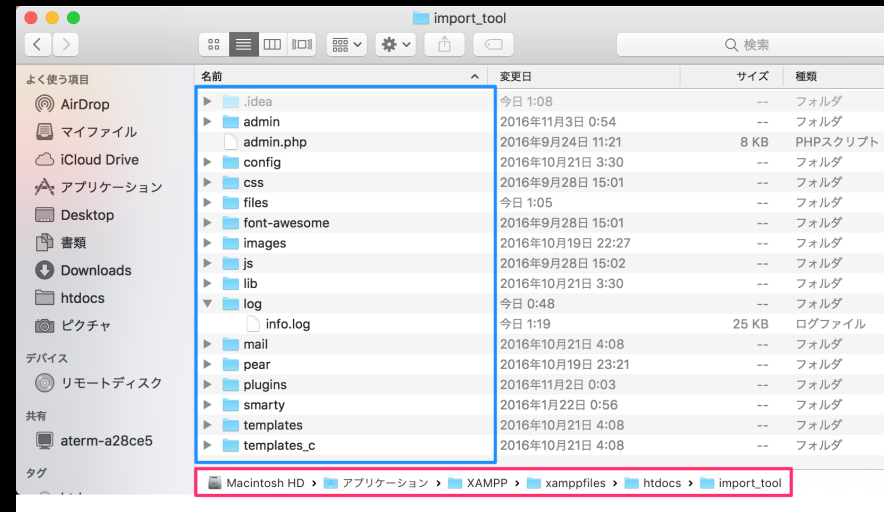 import_tool
検索
よく使う項目
AirDrop
マイファイル
iCloud Drive
アプリケーション
Desktop
書類
Downloads
htdocs
ピクチャ
デバイス
リモートディスク
共有
aterm-a28ce5
タグ
名前 変更日 サイズ 種類
.idea 今日 1:08 -- フォルダ
admin 2016年11月3日 0:54 -- フォルダ
admin.php 2016年9月24日 11:21 8 KB PHPスクリプト
config 2016年10月21日 3:30 -- フォルダ
css 2016年9月28日 15:01 -- フォルダ
files 今日 1:05 -- フォルダ
font-awesome 2016年9月28日 15:01 -- フォルダ
images 2016年10月19日 22:27 -- フォルダ
js 2016年9月28日 15:02 -- フォルダ
lib 2016年10月21日 3:30 -- フォルダ
log 今日 0:48 -- フォルダ
info.log 今日 1:19 25 KB ログファイル
mail 2016年10月21日 4:08 -- フォルダ
pear 2016年10月19日 23:21 -- フォルダ
plugins 2016年11月2日 0:03 -- フォルダ
smarty 2016年1月22日 0:56 -- フォルダ
templates 2016年10月21日 4:08 -- フォルダ
templates_c 2016年10月21日 4:08 -- フォルダ
Macintosh HD › アプリケーション › XAMPP › xamppfiles › htdocs › import_tool